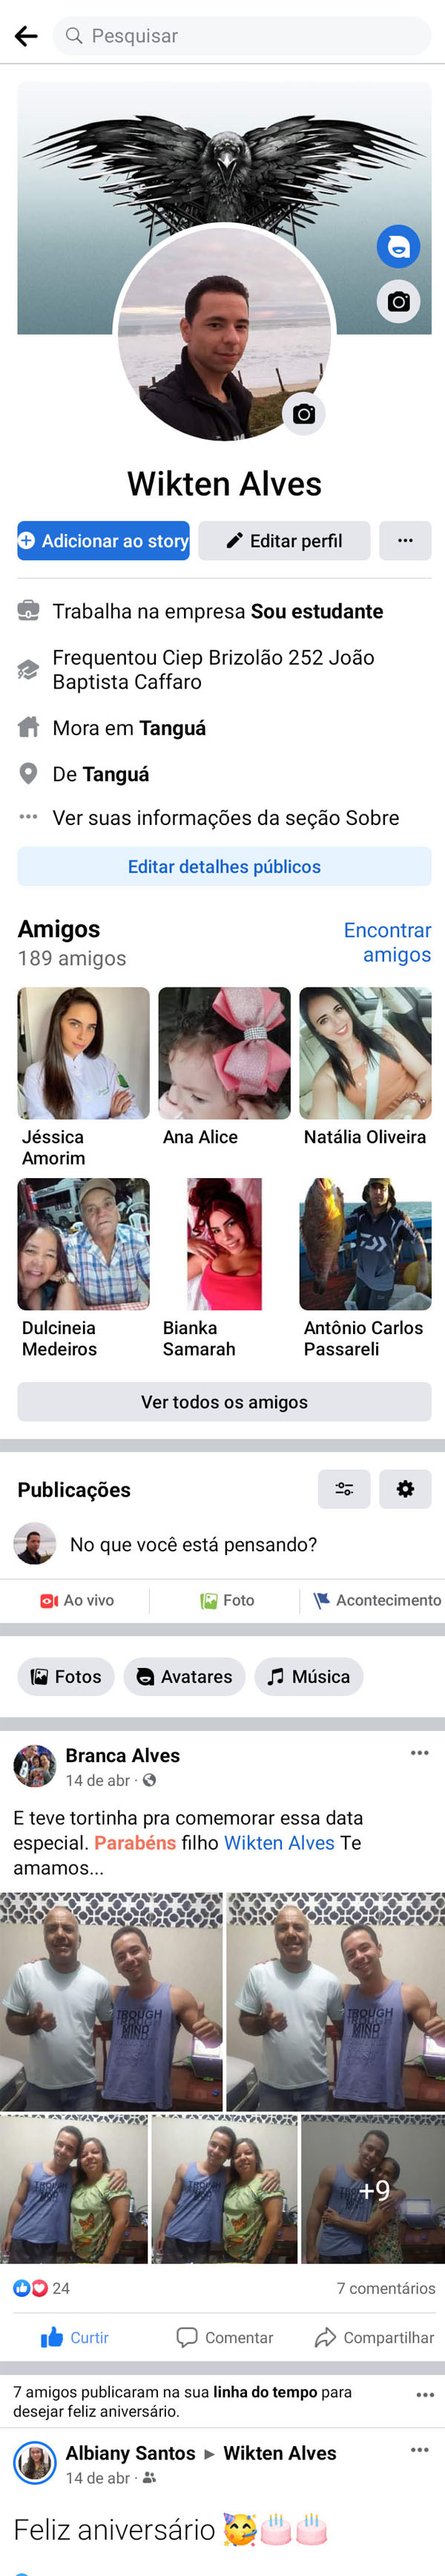 Pesquisar
Wikten Alves
Adicionar ao story
Editar perfil
Trabalha na empresa Sou estudante
Frequentou Ciep Brizolão 252 João
Baptista Caffaro
Mora em Tanguá
De Tanguá
Ver suas informações da seção Sobre
Editar detalhes públicos
Amigos
189 amigos
Encontrar
amigos
Jéssica
Amorim
Ana Alice
Natália Oliveira
Dulcineia
Medeiros
Bianka
Samarah
Antônio Carlos
Passareli
Ver todos os amigos
Publicações
No que você está pensando?
Ao vivo
Foto
Acontecimento
Fotos
Avatares
Música
Branca Alves
14 de abr ·
E teve tortinha pra comemorar essa data
especial. Parabéns filho Wikten Alves Te
amamos...
TROUGH
YOUR
MIND
TROUGH
YOUR
MIND
+9
24
7 comentários
Curtir
Comentar
Compartilhar
7 amigos publicaram na sua linha do tempo para
desejar feliz aniversário.
Albiany Santos ▸ Wikten Alves
14 de abr ·
Feliz aniversário 🥳🎂🎂